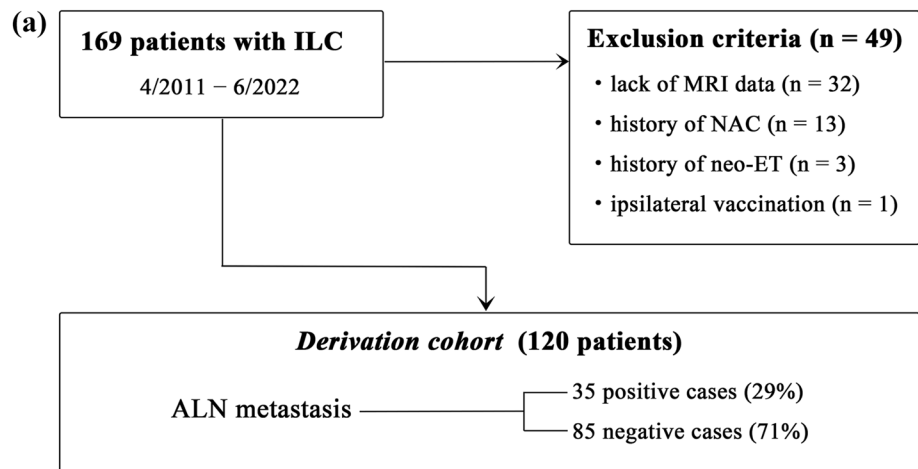 (a)
169 patients with ILC
4/2011 − 6/2022
Exclusion criteria (n = 49)
・lack of MRI data (n = 32)
・history of NAC (n = 13)
・history of neo-ET (n = 3)
・ipsilateral vaccination (n = 1)
Derivation cohort (120 patients)
ALN metastasis
35 positive cases (29%)
85 negative cases (71%)